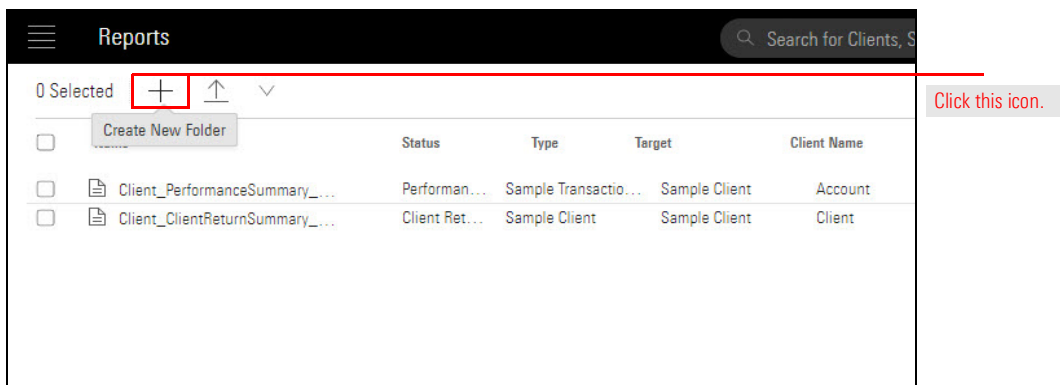 Reports
Search for Clients, S
0 Selected
Click this icon.
Create New Folder
Status Type Target Client Name
Client_PerformanceSummary_... Performan... Sample Transactio... Sample Client Account
Client_ClientReturnSummary_... Client Ret... Sample Client Sample Client Client